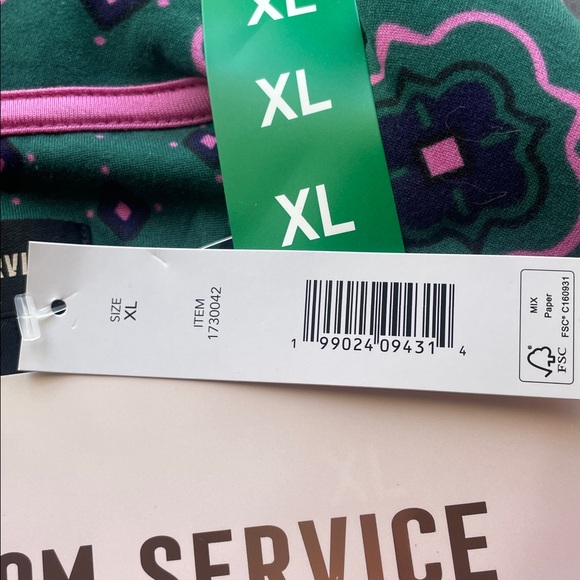 XL
XL
XL
SIZE
XL
ITEM
1730042
1 99024 09431 4
MIX
Paper
FSC® C160931
FSC
SERVICE